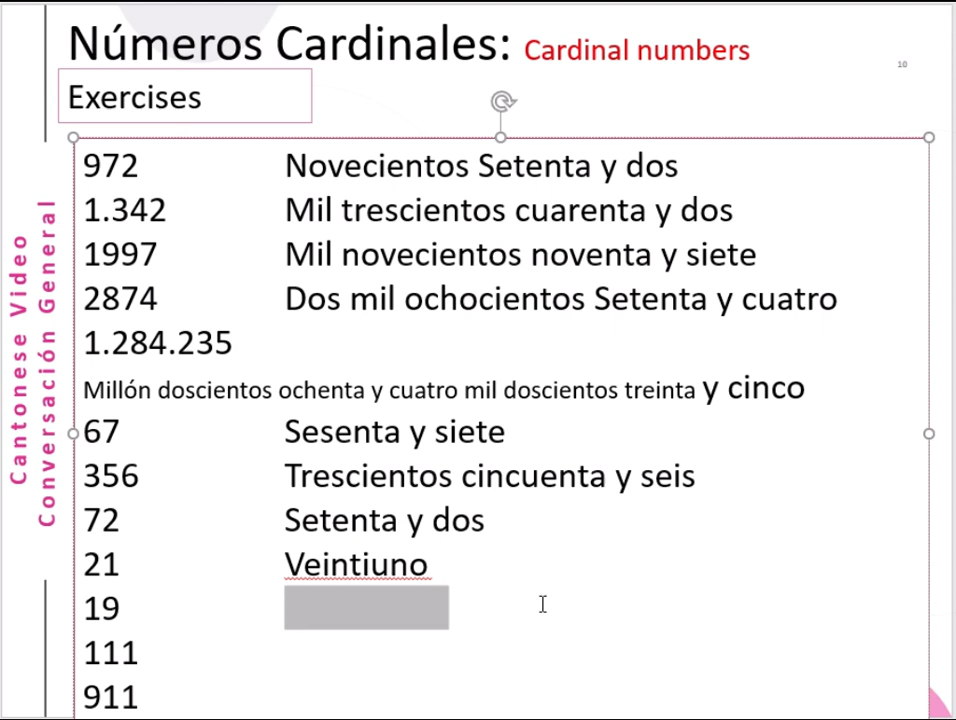 Números Cardinales: Cardinal numbers
10
Exercises
972 Novecientos Setenta y dos
1.342 Mil trescientos cuarenta y dos
1997 Mil novecientos noventa y siete
2874 Dos mil ochocientos Setenta y cuatro
1.284.235
Millón doscientos ochenta y cuatro mil doscientos treinta y cinco
67 Sesenta y siete
356 Trescientos cincuenta y seis
72 Setenta y dos
21 Veintiuno
19
111
911
Cantonese Video
Conversación General